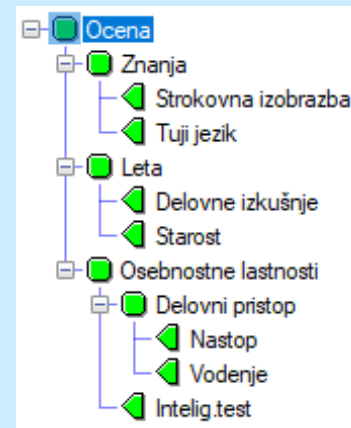 Ocena
Znanja
Strokovna izobrazba
Tuji jezik
Leta
Delovne izkušnje
Starost
Osebnostne lastnosti
Delovni pristop
Nastop
Vodenje
Intelig.test